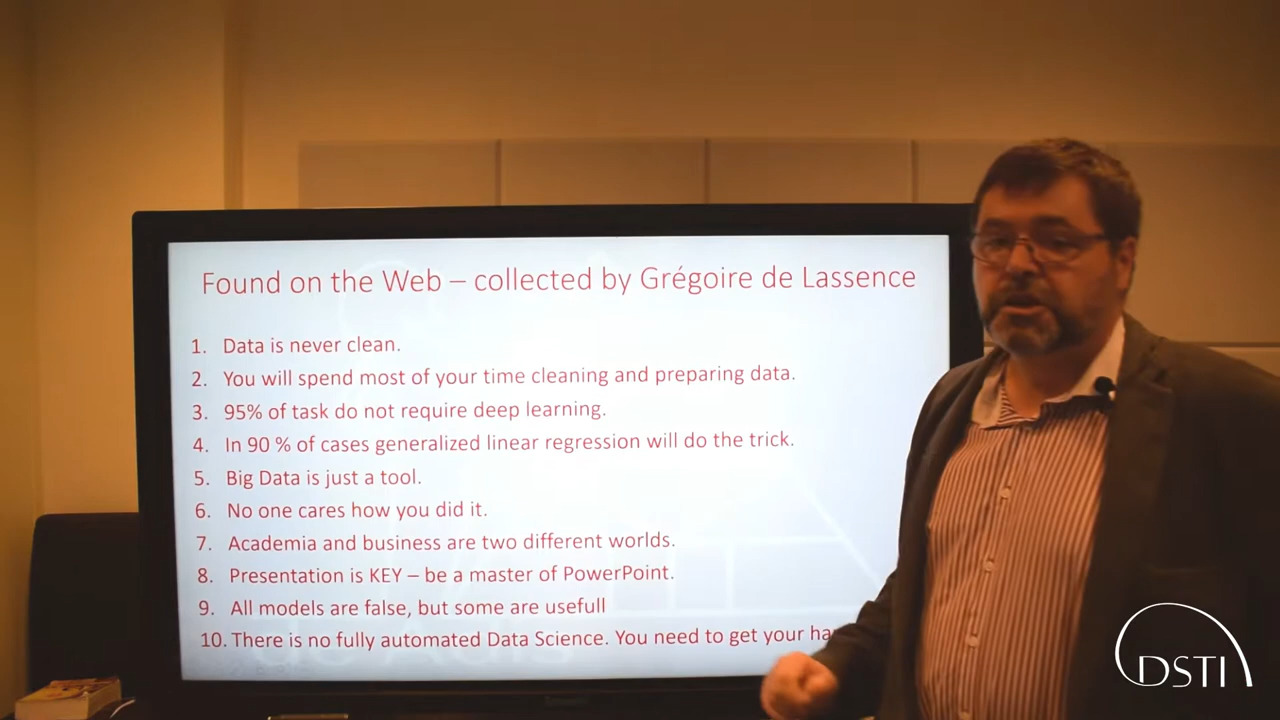 Found on the Web – collected by Grégoire de Lassence
1. Data is never clean.
2. You will spend most of your time cleaning and preparing data.
3. 95% of task do not require deep learning.
4. In 90 % of cases generalized linear regression will do the trick.
5. Big Data is just a tool.
6. No one cares how you did it.
7. Academia and business are two different worlds.
8. Presentation is KEY – be a master of PowerPoint.
9. All models are false, but some are usefull
10. There is no fully automated Data Science. You need to get your
DSTI